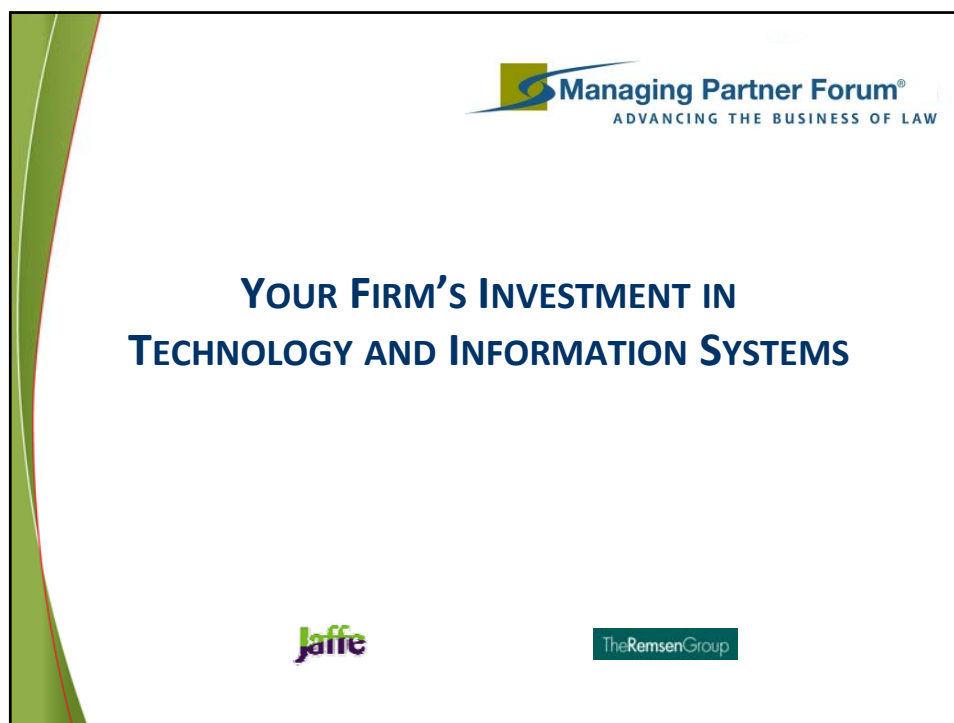 Managing Partner Forum®
ADVANCING THE BUSINESS OF LAW
YOUR FIRM'S INVESTMENT IN
TECHNOLOGY AND INFORMATION SYSTEMS
Jaffe
TheRemsenGroup